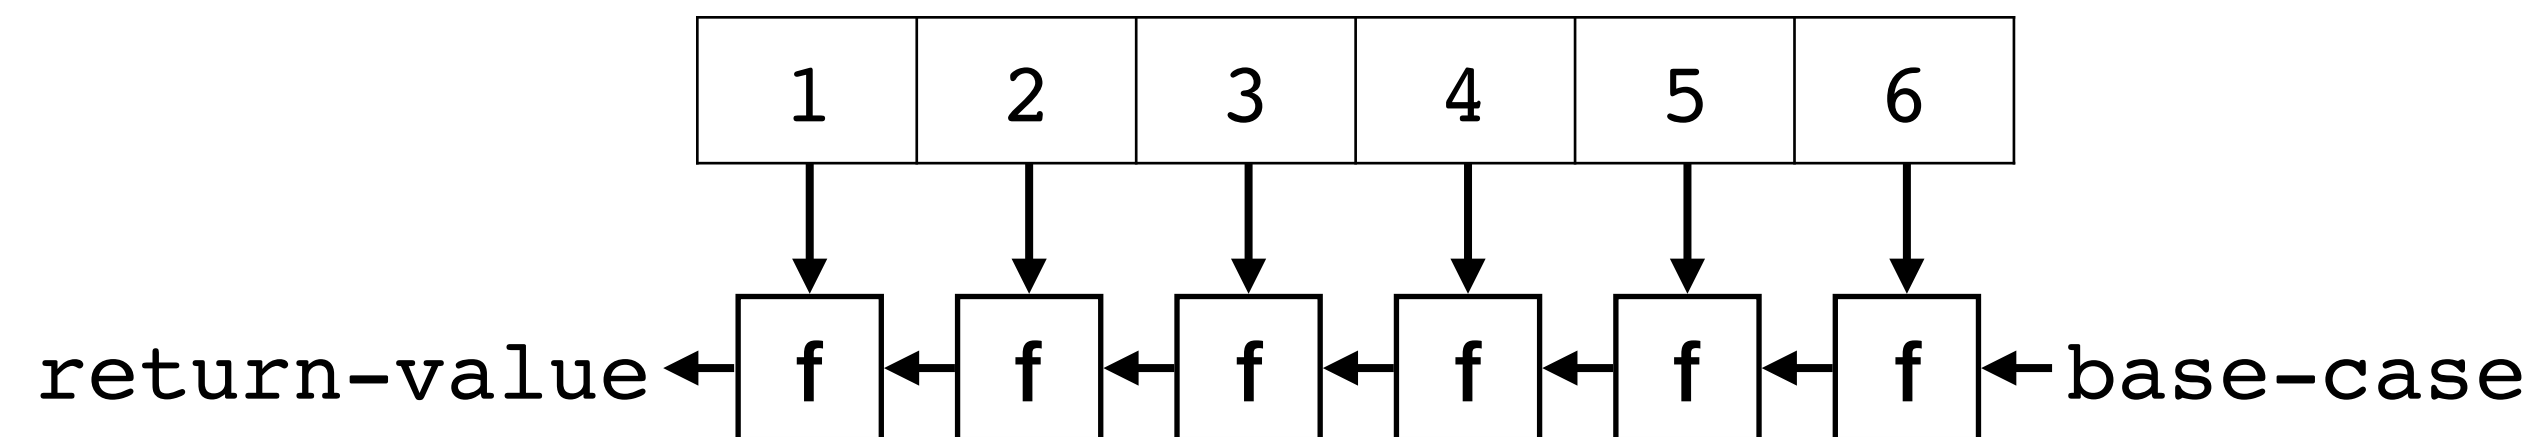 1 2 3 4 5 6
return-value f f f f f f base-case